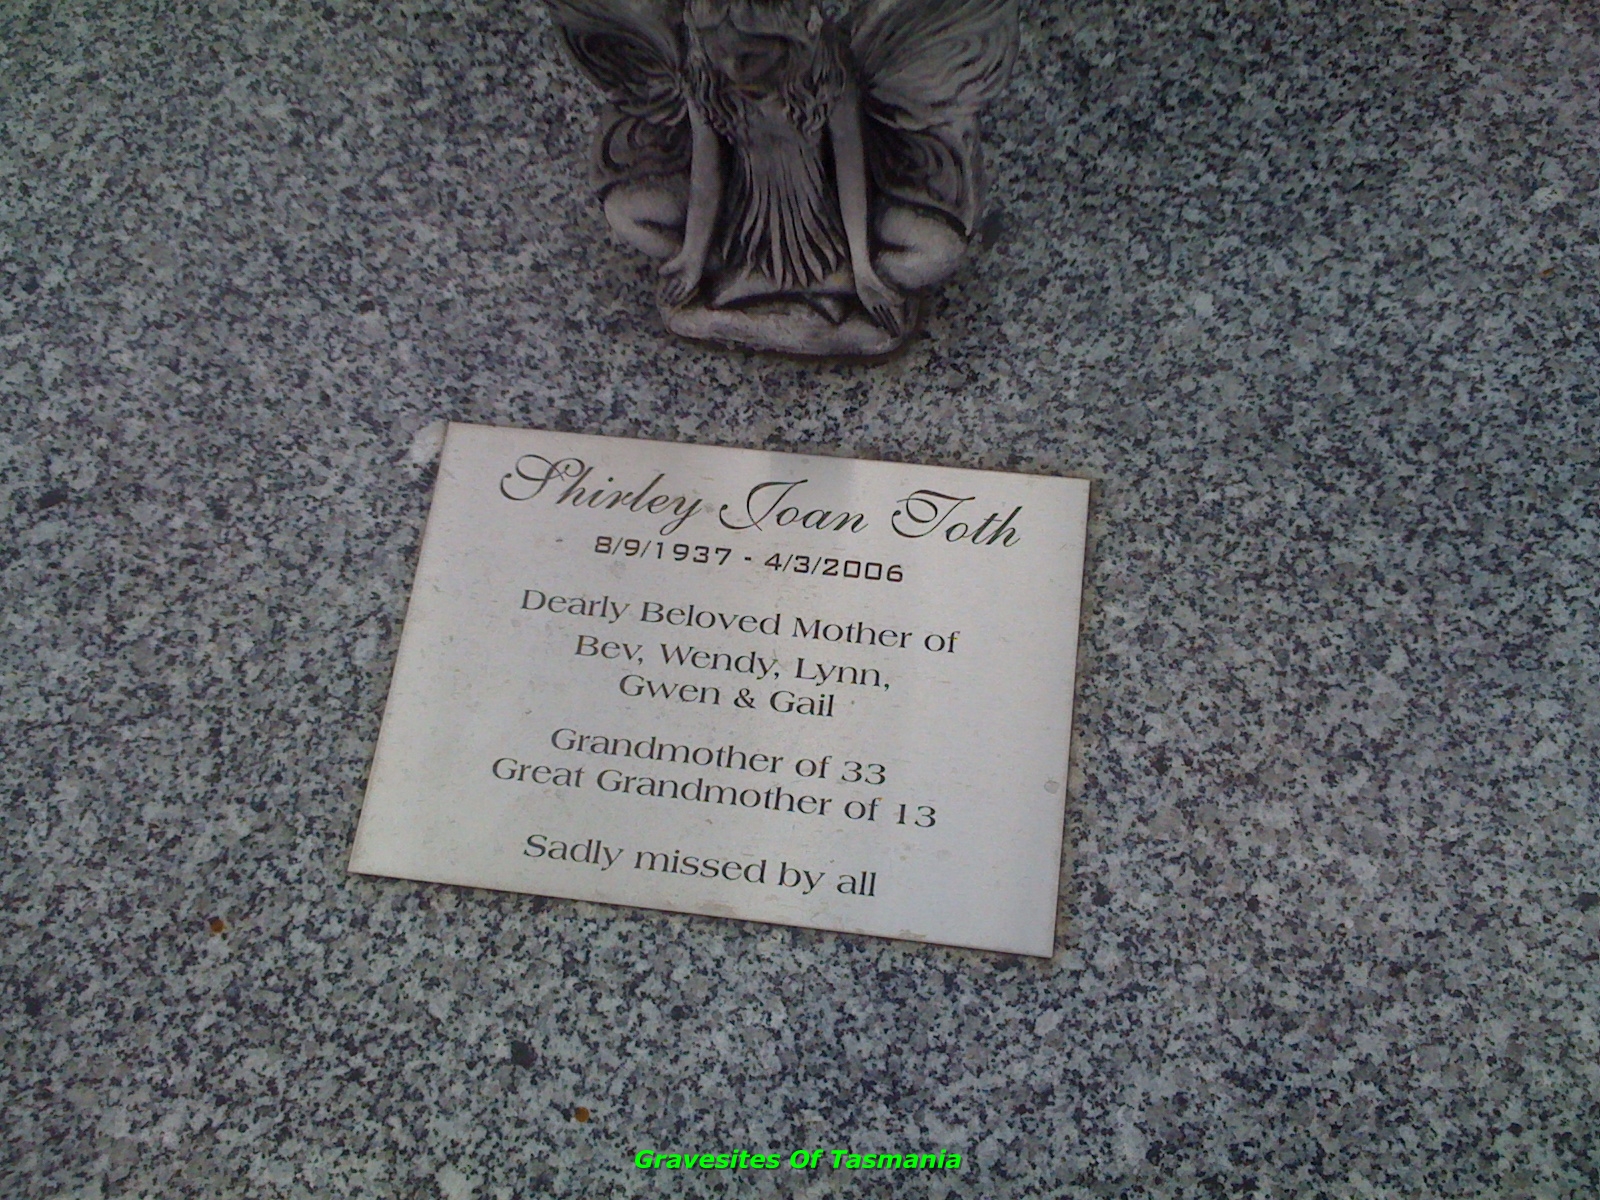 Shirley Joan Toth
8/9/1937 - 4/3/2006
Dearly Beloved Mother of
Bev, Wendy, Lynn,
Gwen & Gail
Grandmother of 33
Great Grandmother of 13
Sadly missed by all
Gravesites Of Tasmania